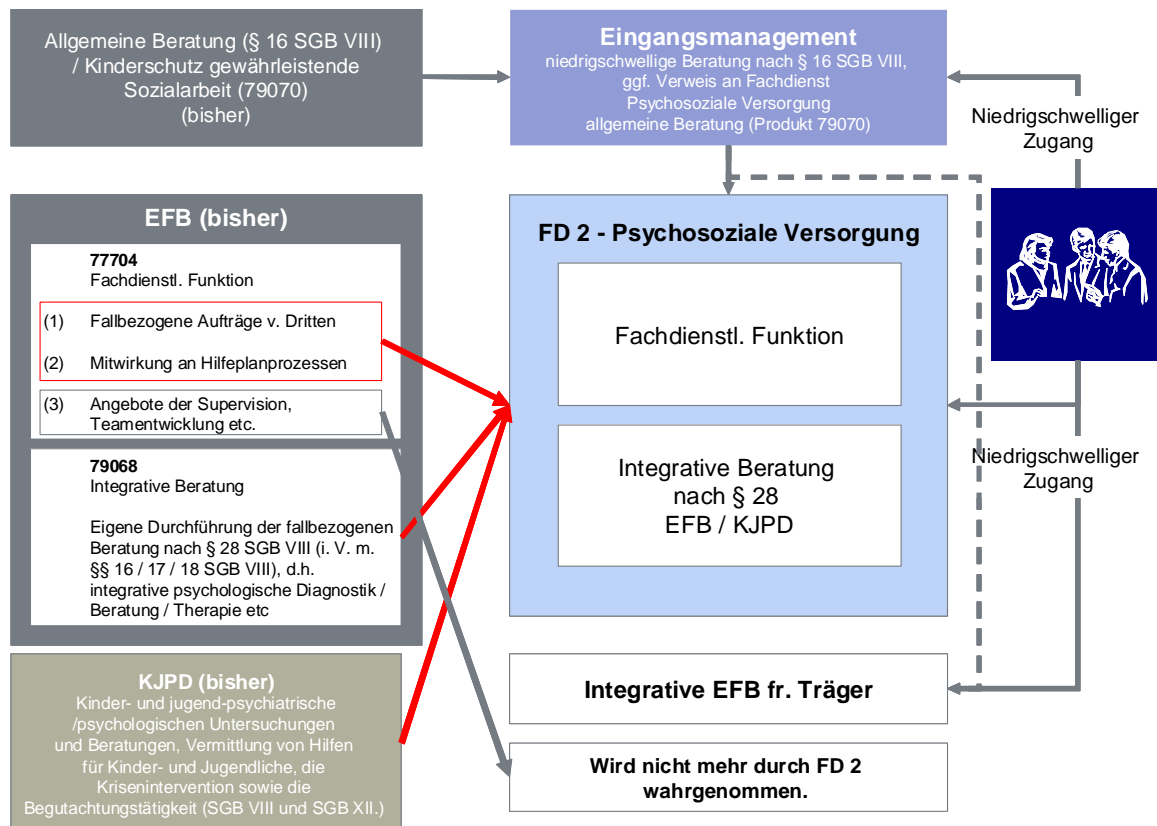 Allgemeine Beratung (§ 16 SGB VIII)
/ Kinderschutz gewährleistende
Sozialarbeit (79070)
(bisher)
Eingangsmanagement
niedrigschwellige Beratung nach § 16 SGB VIII,
ggf. Verweis an Fachdienst
Psychosoziale Versorgung
allgemeine Beratung (Produkt 79070)
Niedrigschwelliger
Zugang
EFB (bisher)
77704
Fachdienstl. Funktion
(1) Fallbezogene Aufträge v. Dritten
(2) Mitwirkung an Hilfeplanprozessen
(3) Angebote der Supervision,
Teamentwicklung etc.
79068
Integrative Beratung
Eigene Durchführung der fallbezogenen
Beratung nach § 28 SGB VIII (i. V. m.
§§ 16 / 17 / 18 SGB VIII), d.h.
integrative psychologische Diagnostik /
Beratung / Therapie etc
FD 2 - Psychosoziale Versorgung
Fachdienstl. Funktion
Integrative Beratung
nach § 28
EFB / KJPD
Niedrigschwelliger
Zugang
KJPD (bisher)
Kinder- und jugend-psychiatrische
/psychologischen Untersuchungen
und Beratungen, Vermittlung von Hilfen
für Kinder- und Jugendliche, die
Krisenintervention sowie die
Begutachtungstätigkeit (SGB VIII und SGB XII.)
Integrative EFB fr. Träger
Wird nicht mehr durch FD 2
wahrgenommen.